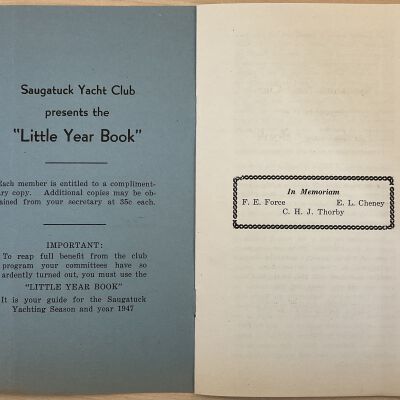 Saugatuck Yacht Club
presents the
"Little Year Book"
Each member is entitled to a compliment-
ary copy. Additional copies may be ob-
tained from your secretary at 35c each.
IMPORTANT:
To reap full benefit from the club
program your committees have so
ardently turned out, you must use the
"LITTLE YEAR BOOK"
It is your guide for the Saugatuck
Yachting Season and year 1947
In Memoriam
F. E. Force E. L. Cheney
C. H. J. Thorby